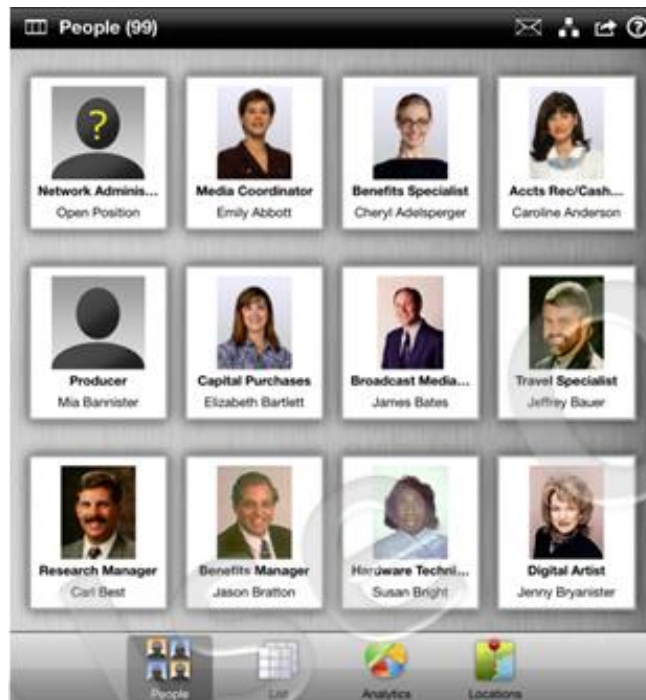 People (99)
?
Network Adminis...
Open Position
Media Coordinator
Emily Abbott
Benefits Specialist
Cheryl Adelsperger
Accts Rec/Cash...
Caroline Anderson
Producer
Mia Bannister
Capital Purchases
Elizabeth Bartlett
Broadcast Media...
James Bates
Travel Specialist
Jeffrey Bauer
Research Manager
Carl Best
Benefits Manager
Jason Bratton
Hardware Techni...
Susan Bright
Digital Artist
Jenny Bryanister
People
List
Analytics
Locations